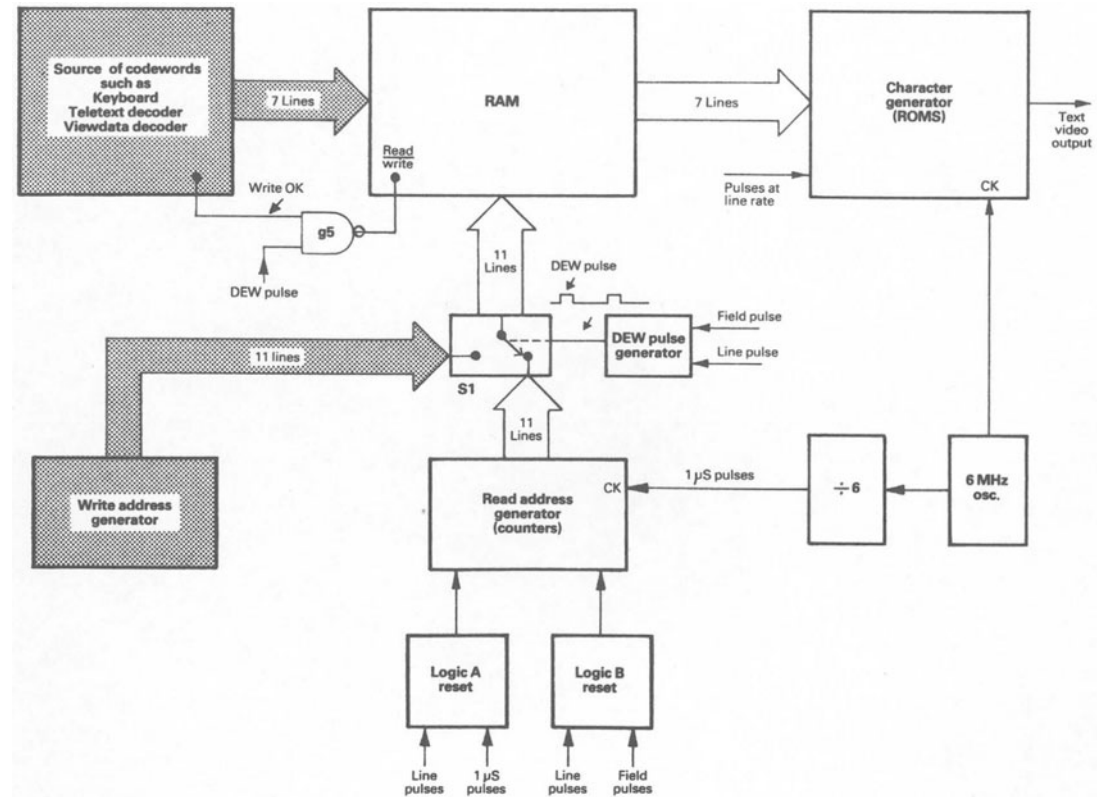 Source of codewords
such as
Keyboard
Teletext decoder
Viewdata decoder
7 Lines
RAM
Read
write
7 Lines
Character
generator
(ROMS)
CK
Text
video
output
Pulses at
line rate
Write OK
g5
DEW pulse
11
Lines
DEW pulse
DEW pulse
generator
Field pulse
Line pulse
11 lines
S1
11
Lines
Write address
generator
Read address
generator
(counters)
CK
1 µS pulses
÷ 6
6 MHz
osc.
Logic A
reset
Logic B
reset
Line
pulses
1 µS
pulses
Line
pulses
Field
pulses